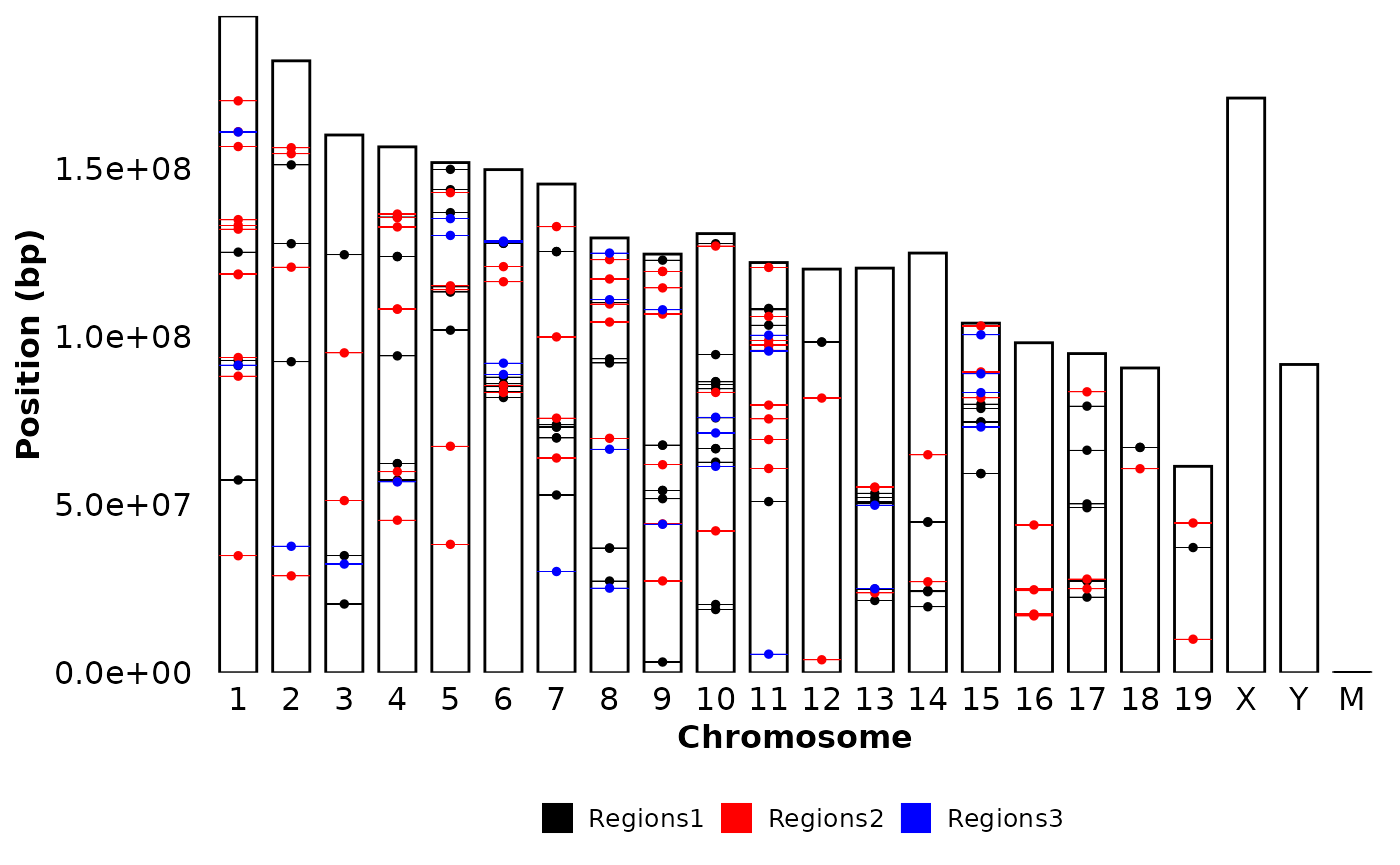 Position (bp)
1.5e+08
1.0e+08
5.0e+07
0.0e+00
1 2 3 4 5 6 7 8 9 10 11 12 13 14 15 16 17 18 19 X Y M
Chromosome
Regions1 Regions2 Regions3